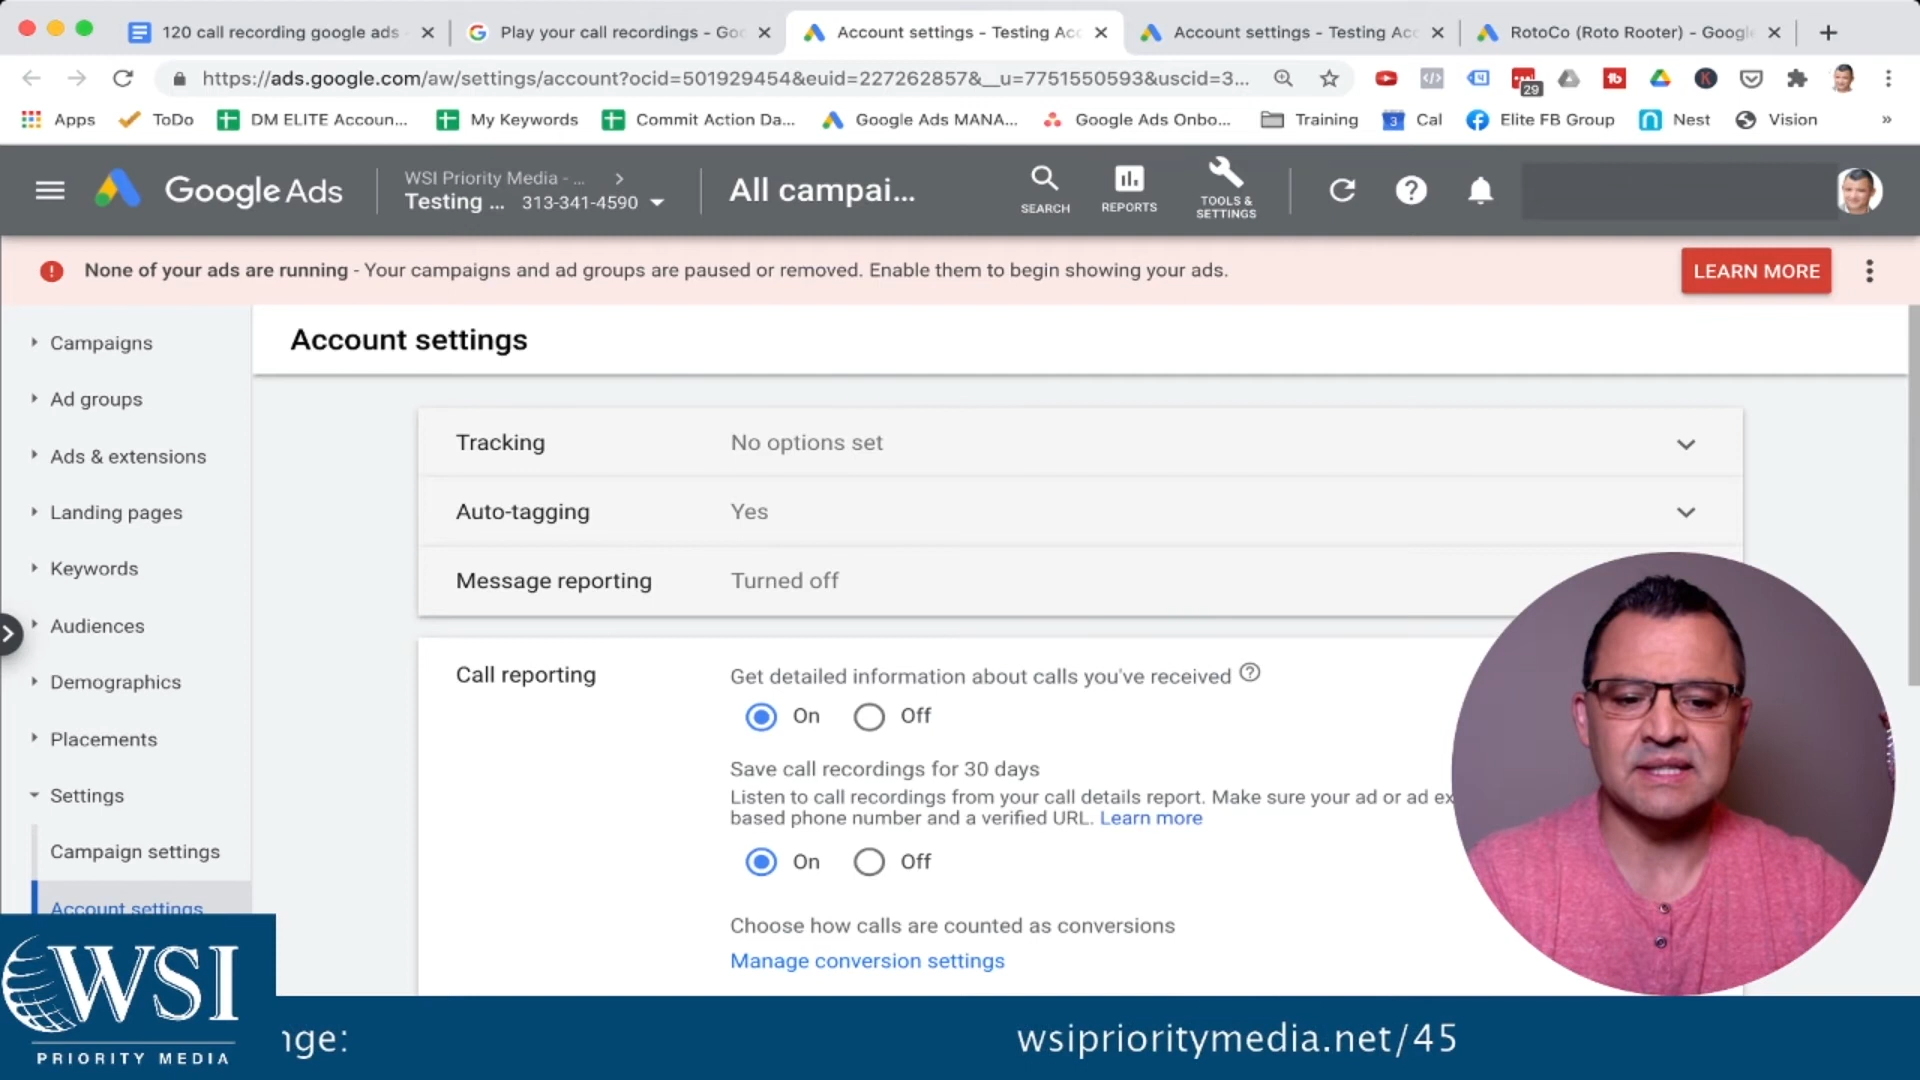 120 call recording google ads
Play your call recordings - Goo
Account settings - Testing Acc
Account settings - Testing Acc
RotoCo (Roto Rooter) - Google
https://ads.google.com/aw/settings/account?ocid=501929454&euid=227262857&__u=7751550593&uscid=3...
29
Apps
ToDo
DM ELITE Accoun...
My Keywords
Commit Action Da...
Google Ads MANA...
Google Ads Onbo...
Training
3 Cal
Elite FB Group
Nest
Vision
»
Google Ads
WSI Priority Media - ...
Testing ... 313-341-4590
All campai...
SEARCH
REPORTS
TOOLS & SETTINGS
None of your ads are running - Your campaigns and ad groups are paused or removed. Enable them to begin showing your ads.
LEARN MORE
Campaigns
Ad groups
Ads & extensions
Landing pages
Keywords
Audiences
Demographics
Placements
Settings
Campaign settings
Account settings
Account settings
Tracking No options set
Auto-tagging Yes
Message reporting Turned off
Call reporting
Get detailed information about calls you've received
On Off
Save call recordings for 30 days
Listen to call recordings from your call details report. Make sure your ad or ad ex
based phone number and a verified URL. Learn more
On Off
Choose how calls are counted as conversions
Manage conversion settings
WSI
PRIORITY MEDIA
nge:
wsiprioritymedia.net/45